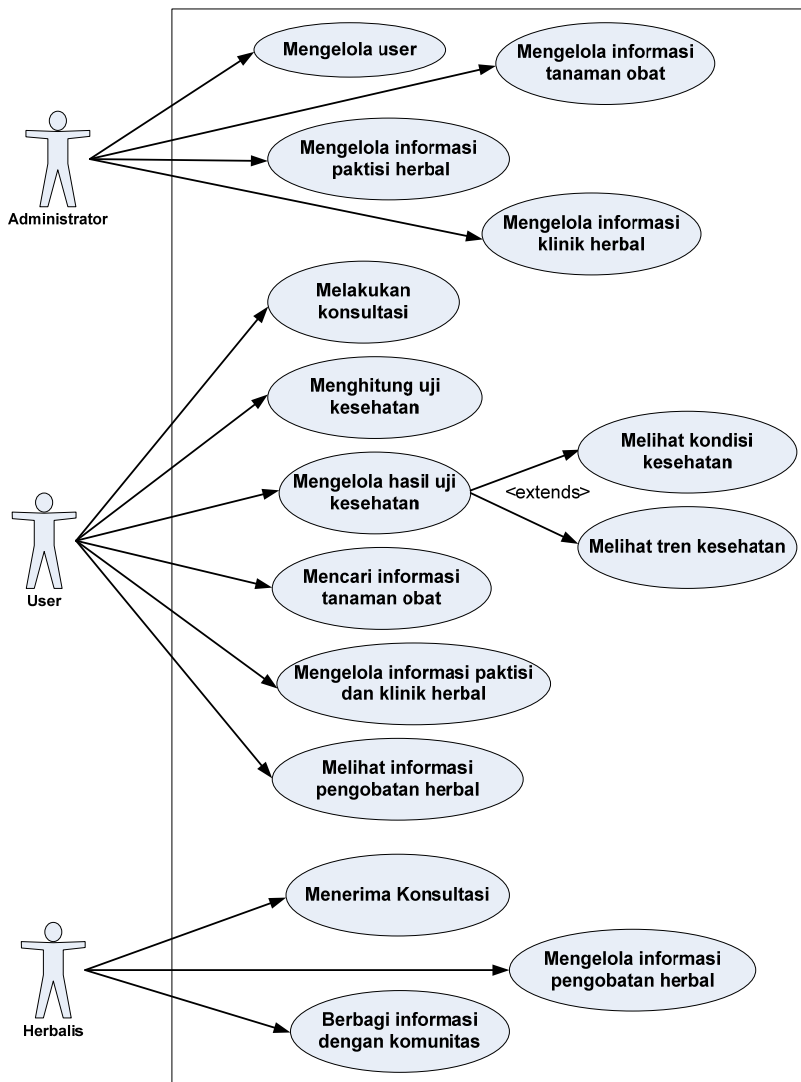 Mengelola user
Mengelola informasi
tanaman obat
Mengelola informasi
paktisi herbal
Administrator
Mengelola informasi
klinik herbal
Melakukan
konsultasi
Menghitung uji
kesehatan
Melihat kondisi
kesehatan
Mengelola hasil uji
kesehatan
<extends>
Melihat tren kesehatan
User
Mencari informasi
tanaman obat
Mengelola informasi paktisi
dan klinik herbal
Melihat informasi
pengobatan herbal
Menerima Konsultasi
Mengelola informasi
pengobatan herbal
Herbalis
Berbagi informasi
dengan komunitas